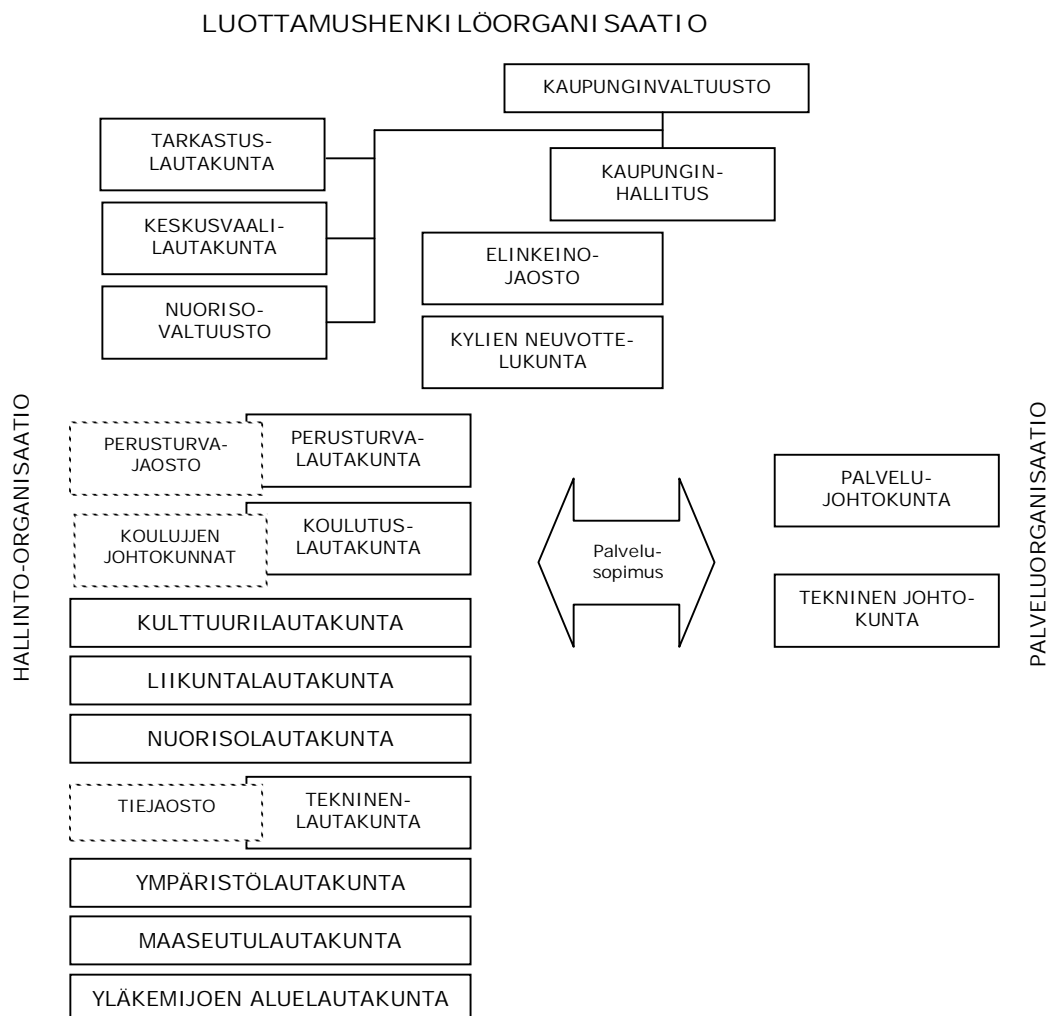 LUOTTAMUSHENKILÖORGANISAATIO
KAUPUNGINVALTUUSTO
TARKASTUS-
LAUTAKUNTA
KAUPUNGIN-
HALLITUS
KESKUSVAALI-
LAUTAKUNTA
ELINKEINO-
JAOSTO
NUORISO-
VALTUUSTO
KYLIEN NEUVOTTE-
LUKUNTA
HALLINTO-ORGANISAATIO
PERUSTURVA-
JAOSTO
PERUSTURVA-
LAUTAKUNTA
KOULUJJEN
JOHTOKUNNAT
KOULUTUS-
LAUTAKUNTA
KULTTUURILAUTAKUNTA
LIIKUNTALAUTAKUNTA
NUORISOLAUTAKUNTA
TIEJAOSTO
TEKNINEN-
LAUTAKUNTA
YMPÄRISTÖLAUTAKUNTA
MAASEUTULAUTAKUNTA
YLÄKEMIJOEN ALUELAUTAKUNTA
Palvelu-
sopimus
PALVELU-
JOHTOKUNTA
TEKNINEN JOHTO-
KUNTA
PALVELUORGANISAATIO